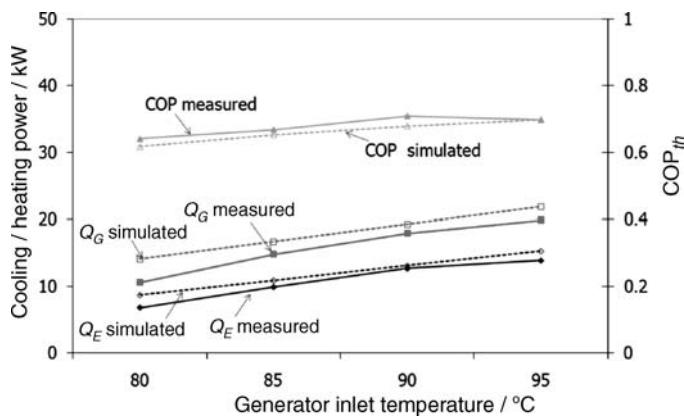 50
40
30
20
10
0
Cooling / heating power / kW
COP measured
COP simulated
Q_G measured
Q_G simulated
Q_E simulated
Q_E measured
1
0.8
0.6
0.4
0.2
0
COP_th
80 85 90 95
Generator inlet temperature / °C